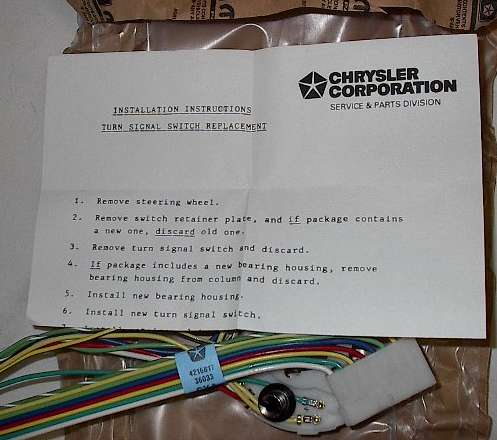 CHRYSLER
CORPORATION
SERVICE & PARTS DIVISION
INSTALLATION INSTRUCTIONS
TURN SIGNAL SWITCH REPLACEMENT
1. Remove steering wheel.
2. Remove switch retainer plate, and if package contains
a new one, discard old one.
3. Remove turn signal switch and discard.
4. If package includes a new bearing housing, remove
bearing housing from column and discard.
5. Install new bearing housing.
6. Install new turn signal switch.